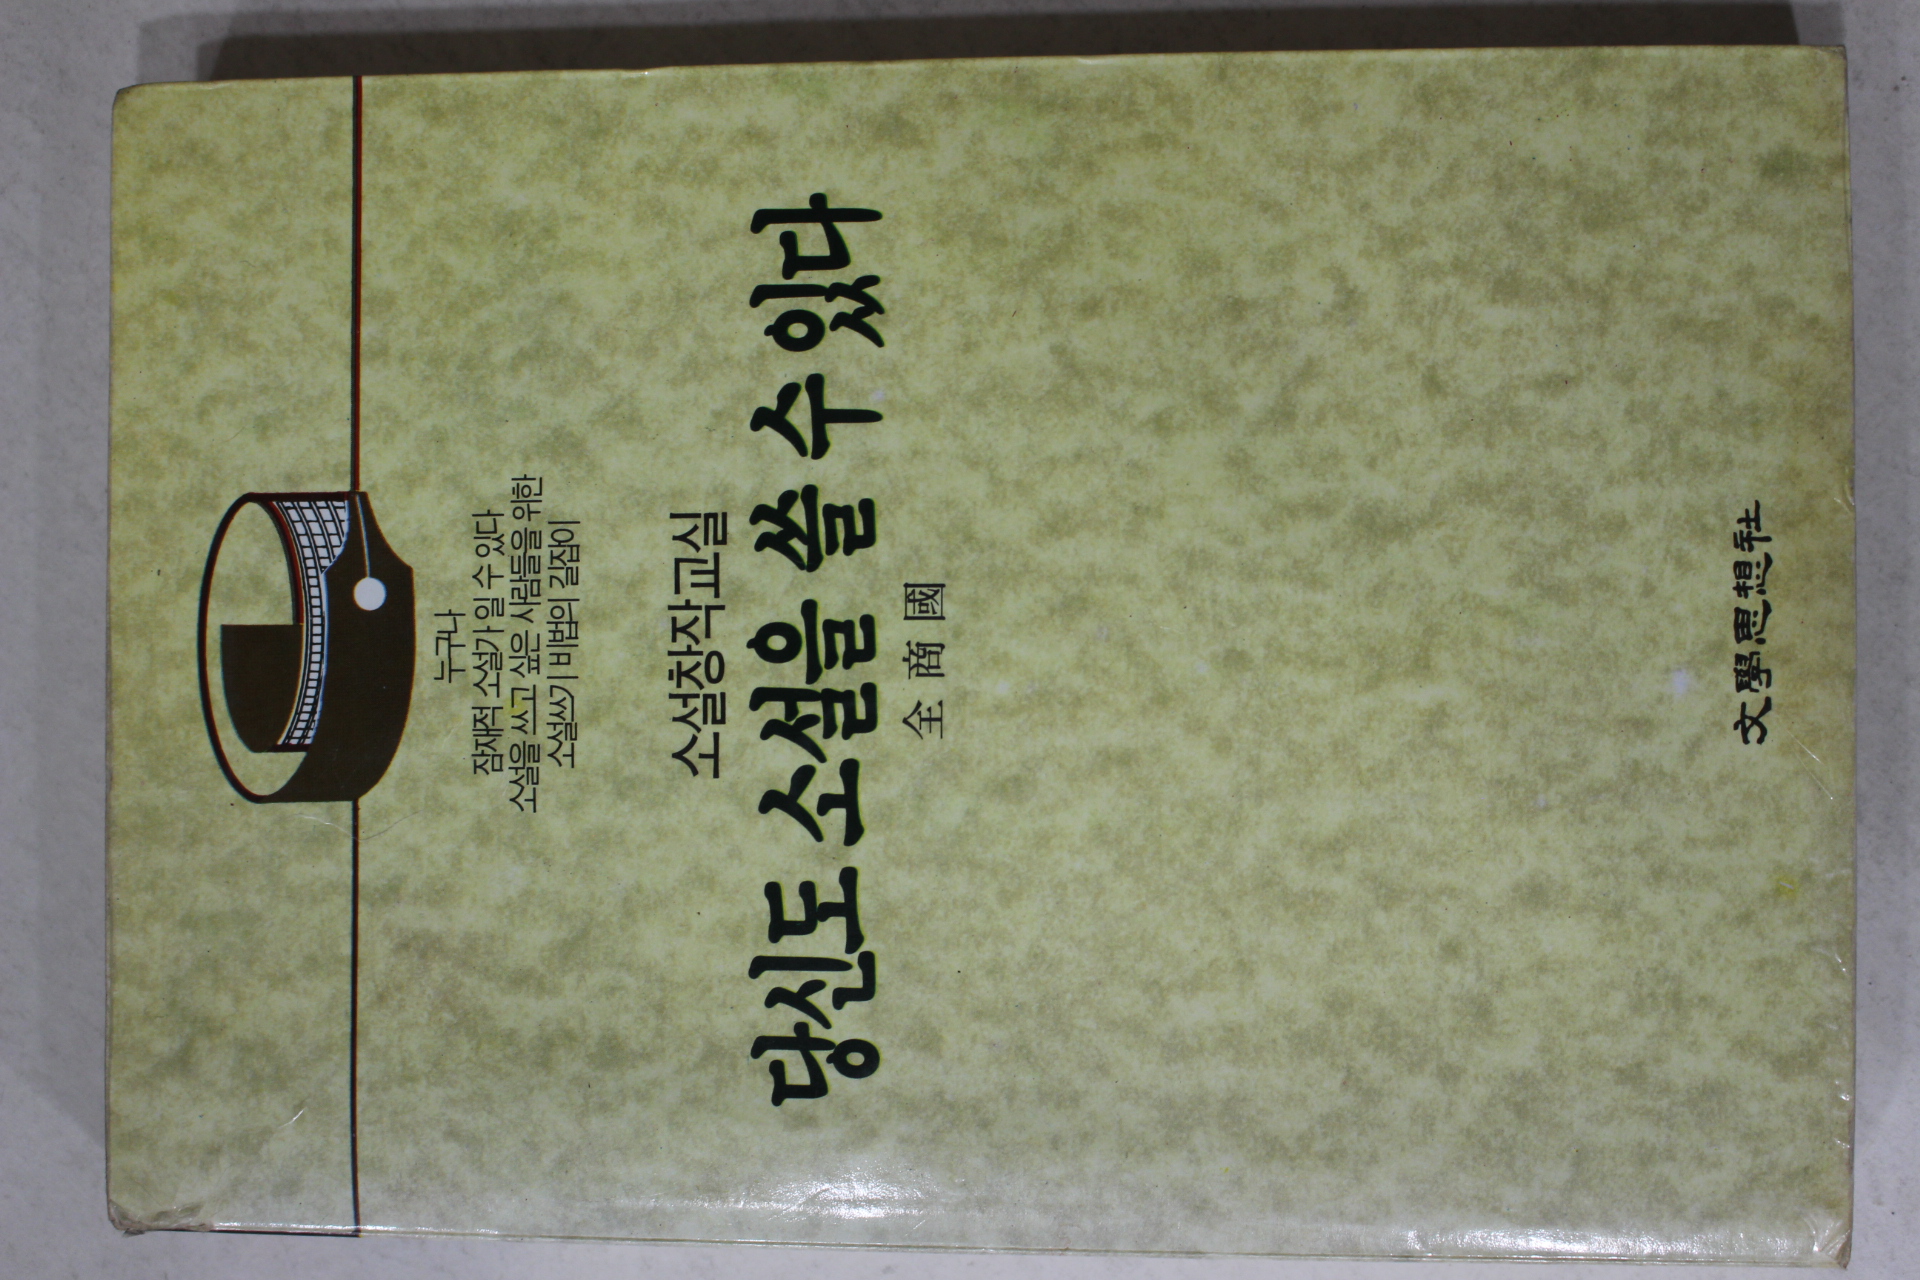 누구나
잠재적 소설가 일 수 있다
소설을 쓰고 싶은 사람들을 위한
소설쓰기 비법의 길잡이
소설창작교실
당신도 소설을 쓸 수 있다
全商國
文學思想社